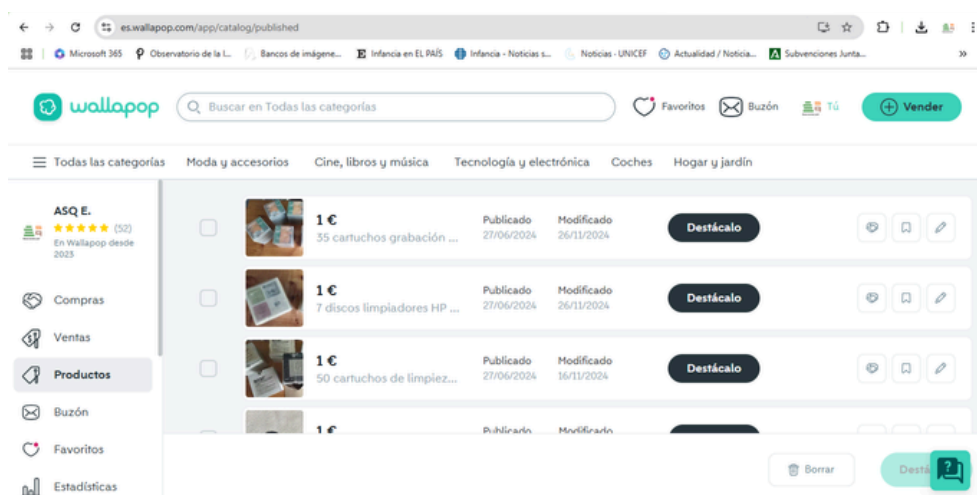 es.wallapop.com/app/catalog/published
Microsoft 365 Observatorio de la I... Bancos de imágene... Infancia en EL PAÍS Infancia - Noticias s... Noticias - UNICEF Actualidad / Noticia... Subvenciones Junta... »
wallapop Buscar en Todas las categorías Favoritos Buzón Tú Vender
Todas las categorías Moda y accesorios Cine, libros y música Tecnología y electrónica Coches Hogar y jardín
ASQ E.
(52)
En Wallapop desde
2023
Compras
Ventas
Productos
Buzón
Favoritos
Estadísticas
1 € Publicado Modificado Destácalo
35 cartuchos grabación ... 27/06/2024 26/11/2024
1 € Publicado Modificado Destácalo
7 discos limpiadores HP ... 27/06/2024 26/11/2024
1 € Publicado Modificado Destácalo
50 cartuchos de limpiez... 27/06/2024 16/11/2024
1 € Publicado Modificado
Borrar Destá